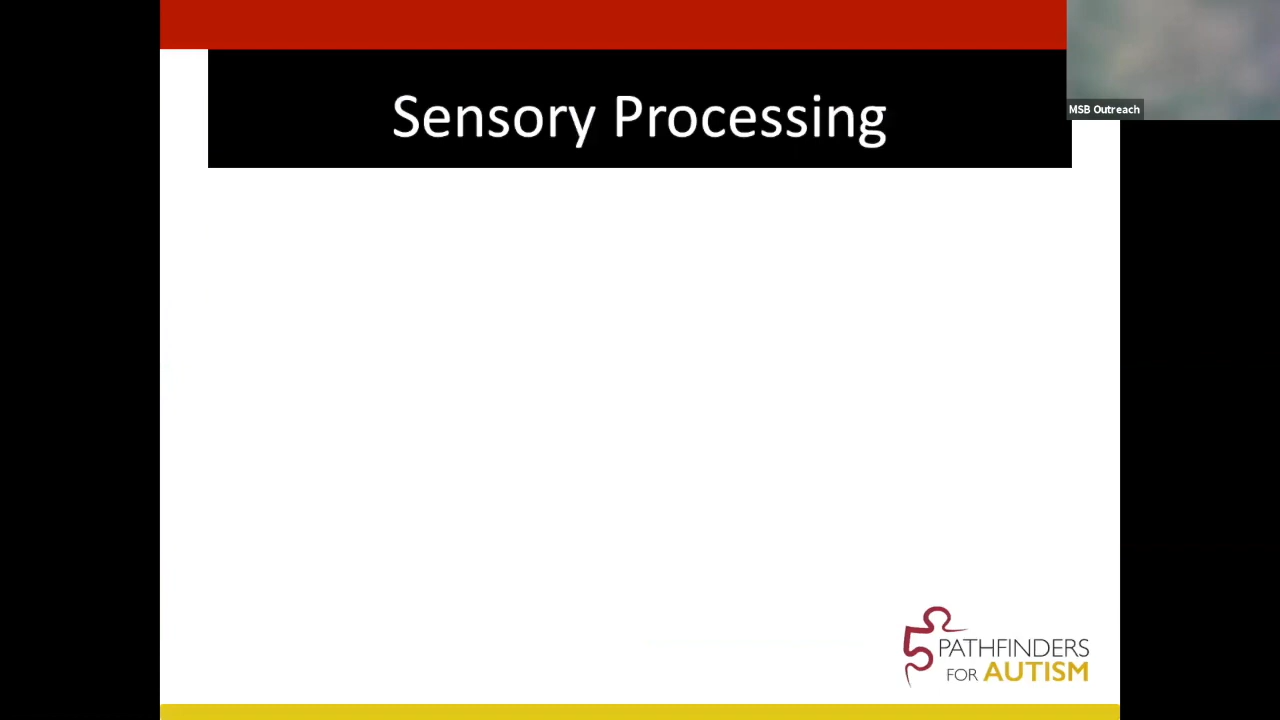 Sensory Processing
MSB Outreach
PATHFINDERS
FOR AUTISM